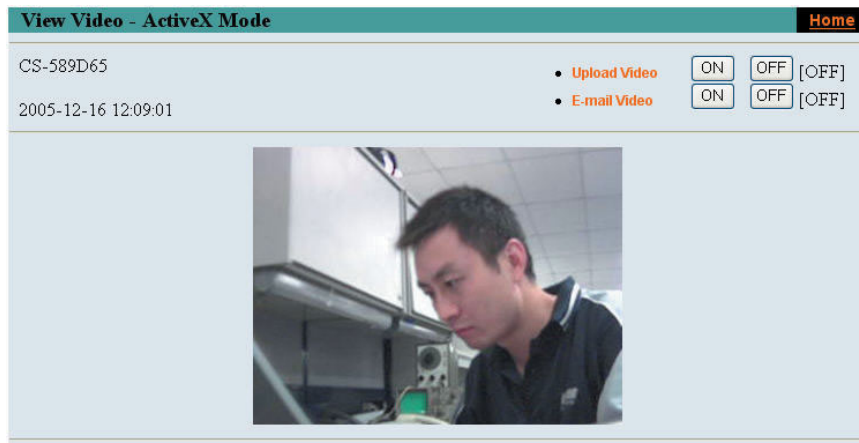 View Video - ActiveX Mode
Home
CS-589D65
Upload Video ON OFF [OFF]
E-mail Video ON OFF [OFF]
2005-12-16 12:09:01